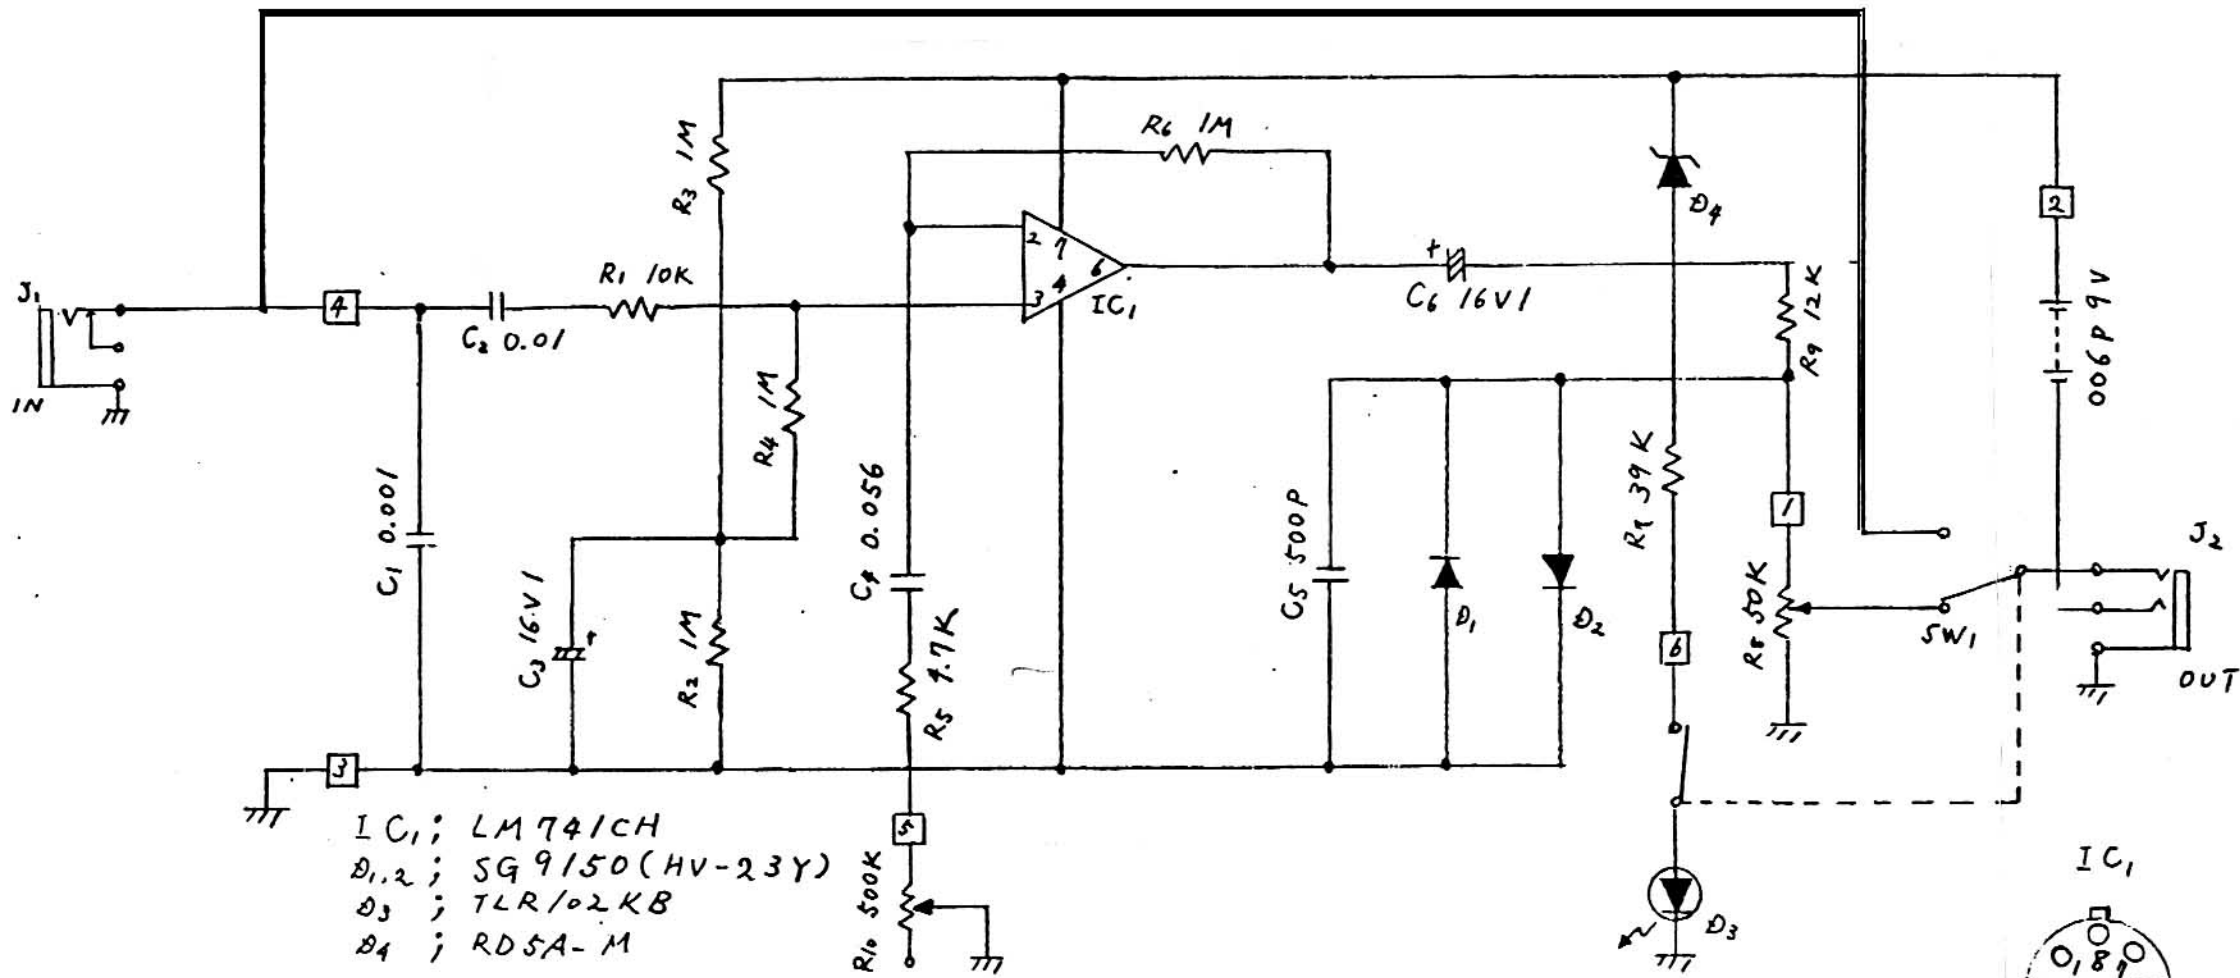 R6 1M
R3 1M
D4
2
2
7
6
4
3
IC1
J1
4
R1 10K
C2 0.01
C6 16V1
R9 12K
006P 9V
IN
R4 1M
C1 0.001
C4 0.056
C5 500P
R7 39K
1
J2
C3 16V1
R2 1M
R5 4.7K
D1
D2
6
R8 50K
SW1
OUT
3
5
IC1; LM741CH
D1,2; SG9150(HV-23Y)
D3; TLR102KB
D4; RD5A-M
R10 500K
D3
IC1
1 8 7